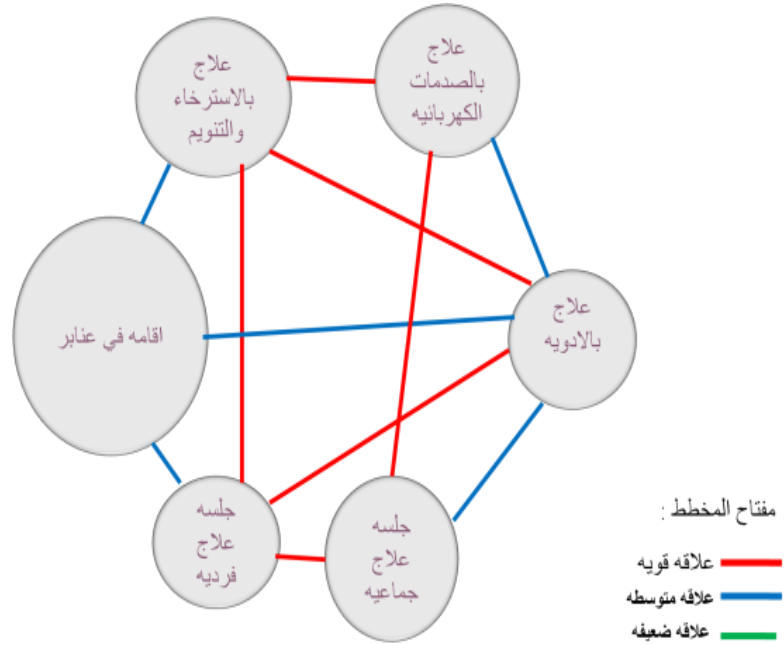 علاج
بالاسترخاء
والتنويم
علاج
بالصدمات
الكهربائيه
علاج
بالادويه
اقامه في عنابر
جلسه
علاج
فرديه
جلسه
علاج
جماعيه
مفتاح المخطط :
علاقه قويه
علاقه متوسطه
علاقه ضعيفه